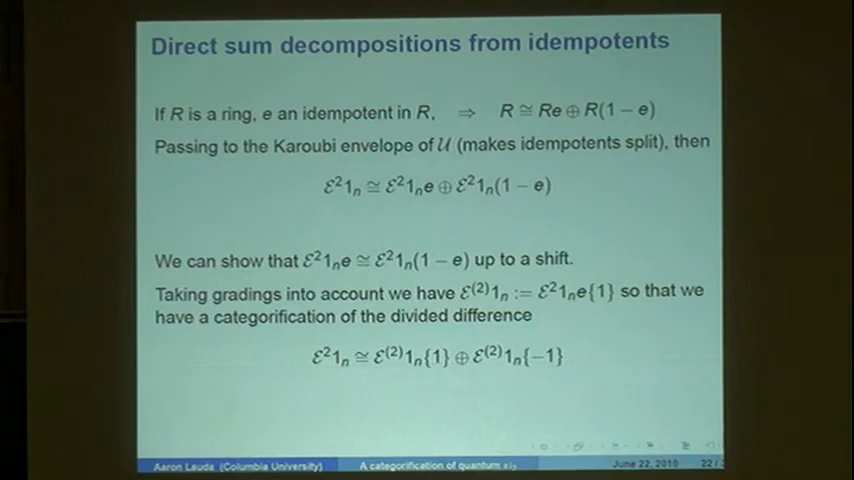 Direct sum decompositions from idempotents
If R is a ring, e an idempotent in R, ⇒ R ≅ Re ⊕ R(1 − e)
Passing to the Karoubi envelope of 𝒰 (makes idempotents split), then
ℰ²1ₙ ≅ ℰ²1ₙe ⊕ ℰ²1ₙ(1 − e)
We can show that ℰ²1ₙe ≅ ℰ²1ₙ(1 − e) up to a shift.
Taking gradings into account we have ℰ⁽²⁾1ₙ := ℰ²1ₙe{1} so that we
have a categorification of the divided difference
ℰ²1ₙ ≅ ℰ⁽²⁾1ₙ{1} ⊕ ℰ⁽²⁾1ₙ{−1}
Aaron Lauda (Columbia University) A categorification of quantum sl₂ June 22, 2010 22 /